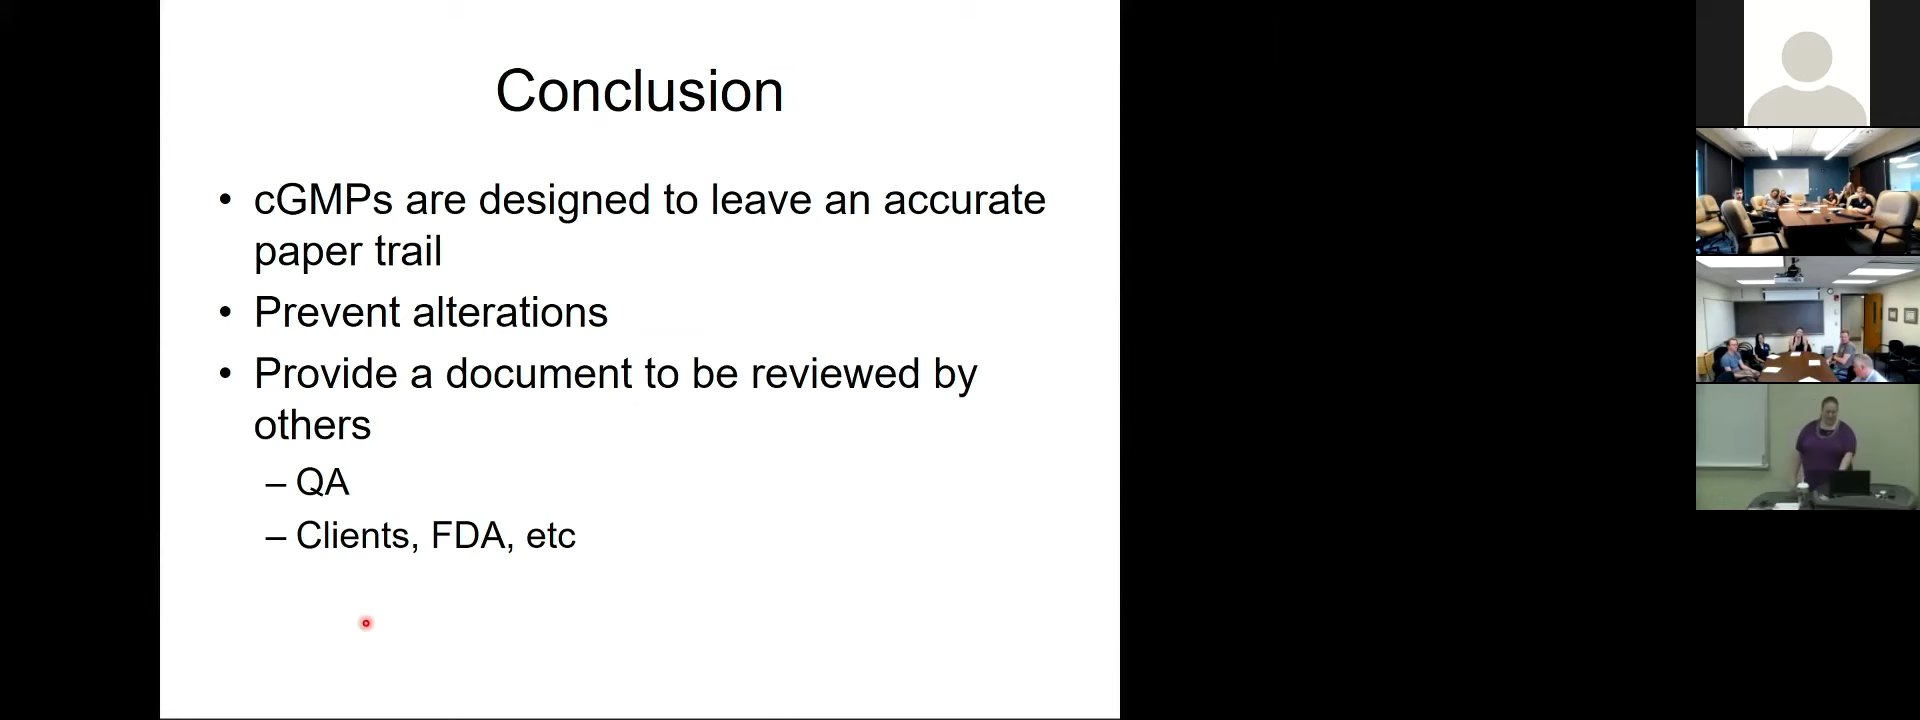 Conclusion
• cGMPs are designed to leave an accurate
paper trail
• Prevent alterations
• Provide a document to be reviewed by
others
– QA
– Clients, FDA, etc